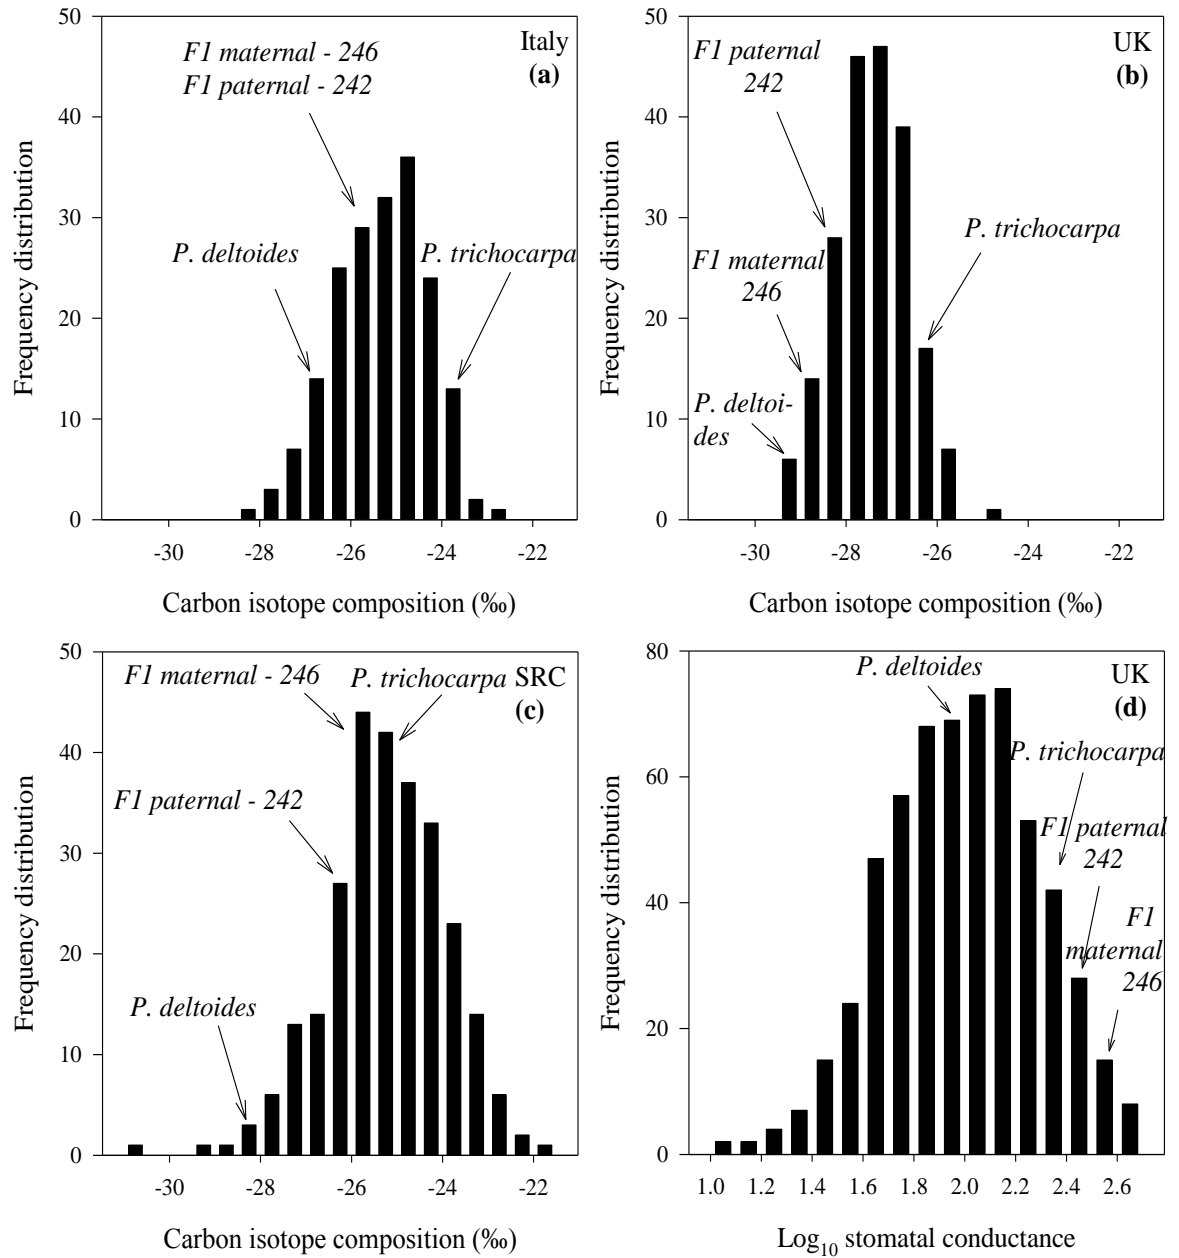 50
40
30
20
10
0
Frequency distribution
F1 maternal - 246
F1 paternal - 242
Italy
(a)
P. deltoides
P. trichocarpa
-30 -28 -26 -24 -22
Carbon isotope composition (‰)
50
40
30
20
10
0
Frequency distribution
F1 paternal
242
UK
(b)
P. trichocarpa
F1 maternal
246
P. deltoi-
des
-30 -28 -26 -24 -22
Carbon isotope composition (‰)
50
40
30
20
10
0
Frequency distribution
F1 maternal - 246
P. trichocarpa
SRC
(c)
F1 paternal - 242
P. deltoides
-30 -28 -26 -24 -22
Carbon isotope composition (‰)
80
60
40
20
0
Frequency distribution
P. deltoides
UK
(d)
P. trichocarpa
F1 paternal
242
F1
maternal
246
1.0 1.2 1.4 1.6 1.8 2.0 2.2 2.4 2.6
Log10 stomatal conductance